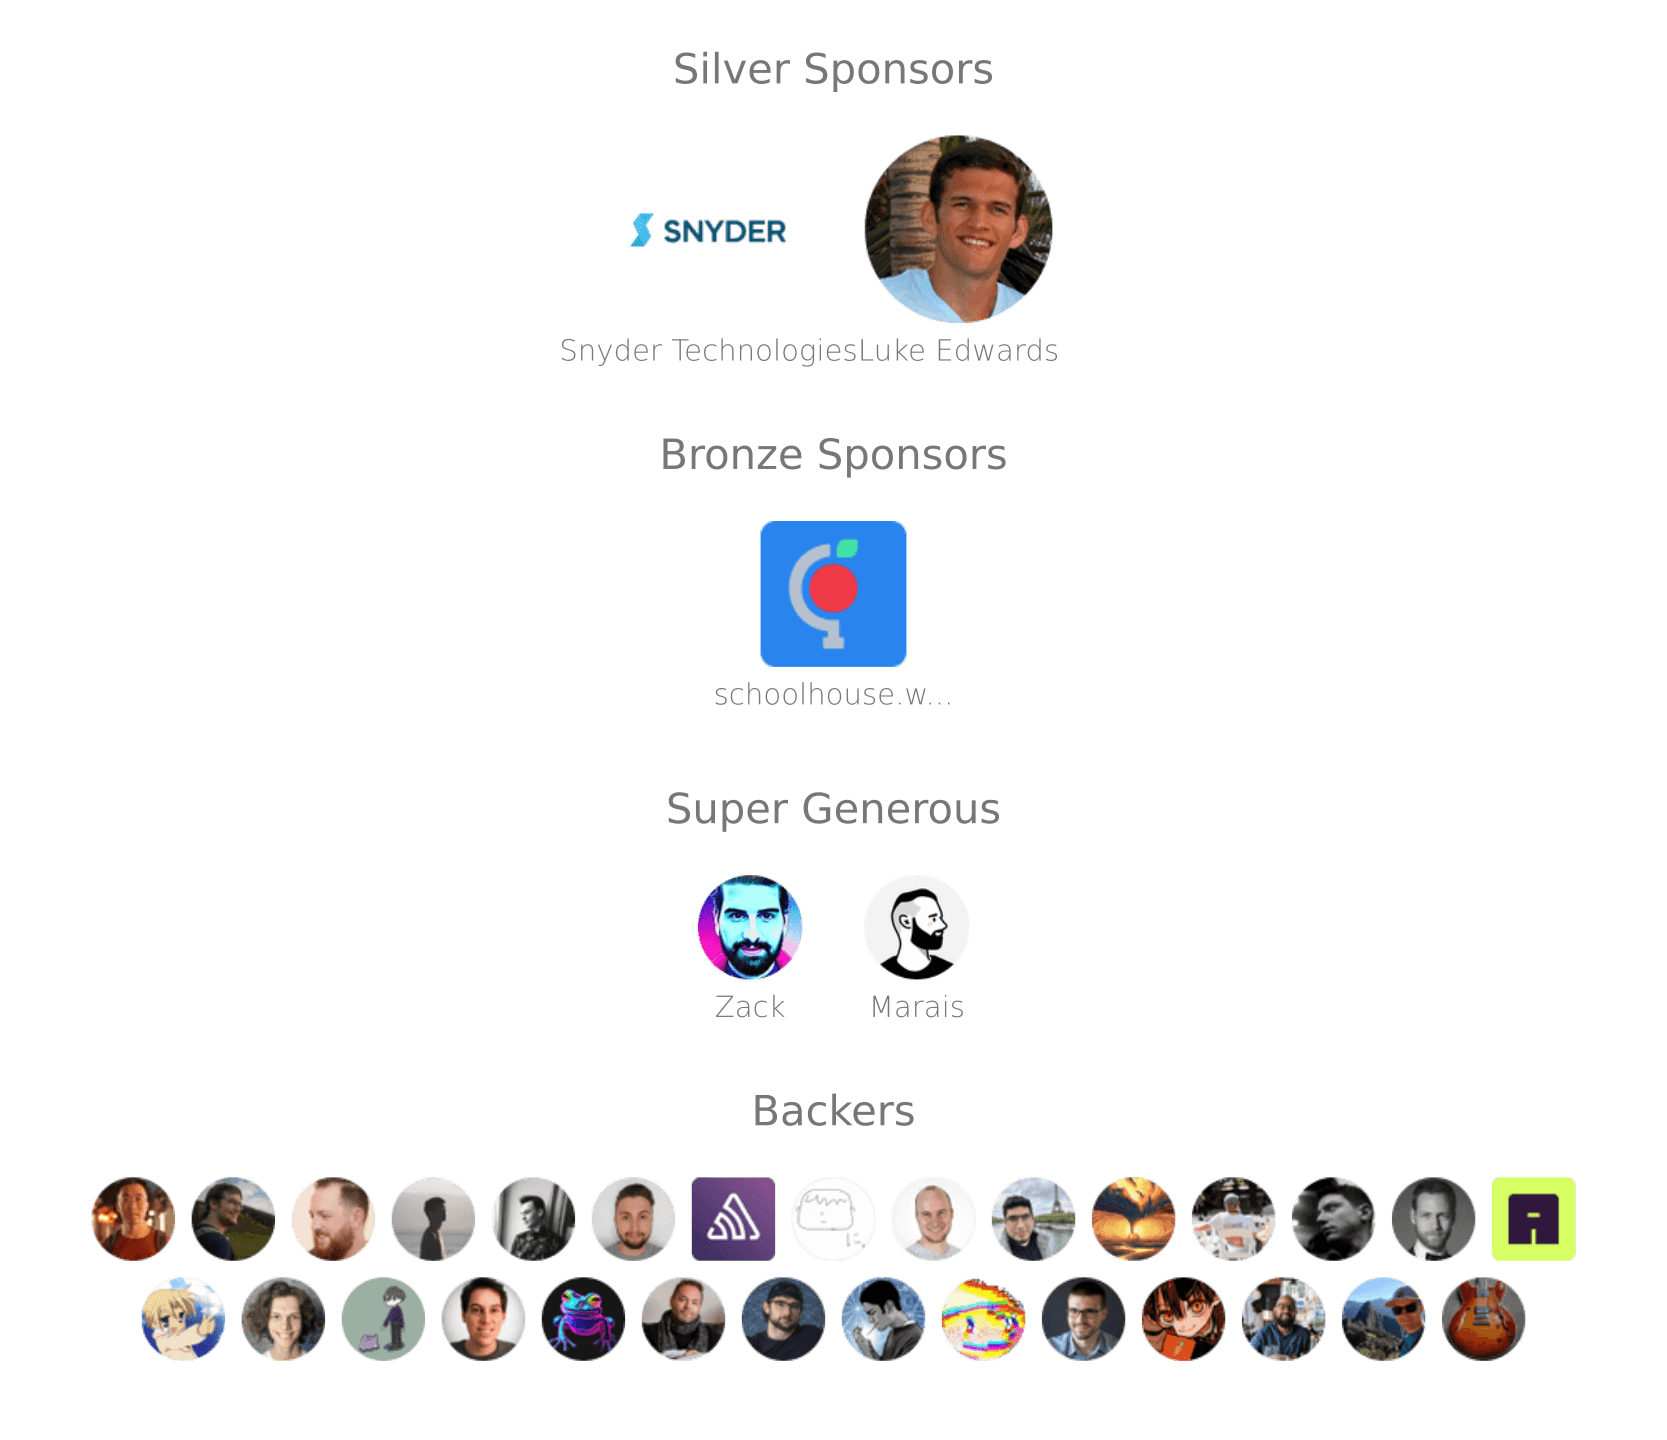 Silver Sponsors
SNYDER
Snyder TechnologiesLuke Edwards
Bronze Sponsors
schoolhouse.w...
Super Generous
Zack Marais
Backers